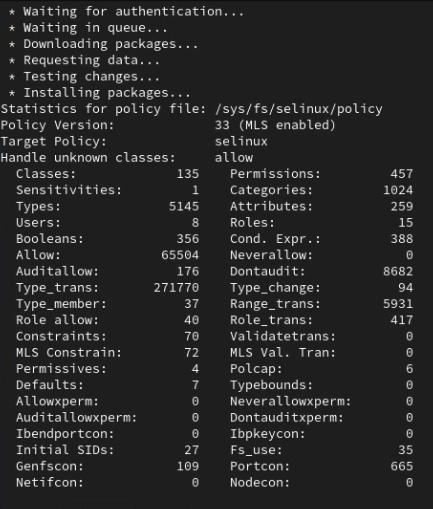 * Waiting for authentication...
* Waiting in queue...
* Downloading packages...
* Requesting data...
* Testing changes...
* Installing packages...
Statistics for policy file: /sys/fs/selinux/policy
Policy Version: 33 (MLS enabled)
Target Policy: selinux
Handle unknown classes: allow
Classes: 135 Permissions: 457
Sensitivities: 1 Categories: 1024
Types: 5145 Attributes: 259
Users: 8 Roles: 15
Booleans: 356 Cond. Expr.: 388
Allow: 65504 Neverallow: 0
Auditallow: 176 Dontaudit: 8682
Type_trans: 271770 Type_change: 94
Type_member: 37 Range_trans: 5931
Role allow: 40 Role_trans: 417
Constraints: 70 Validatetrans: 0
MLS Constrain: 72 MLS Val. Tran: 0
Permissives: 4 Polcap: 6
Defaults: 7 Typebounds: 0
Allowxperm: 0 Neverallowxperm: 0
Auditallowxperm: 0 Dontauditxperm: 0
Ibendportcon: 0 Ibpkeycon: 0
Initial SIDs: 27 Fs_use: 35
Genfscon: 109 Portcon: 665
Netifcon: 0 Nodecon: 0